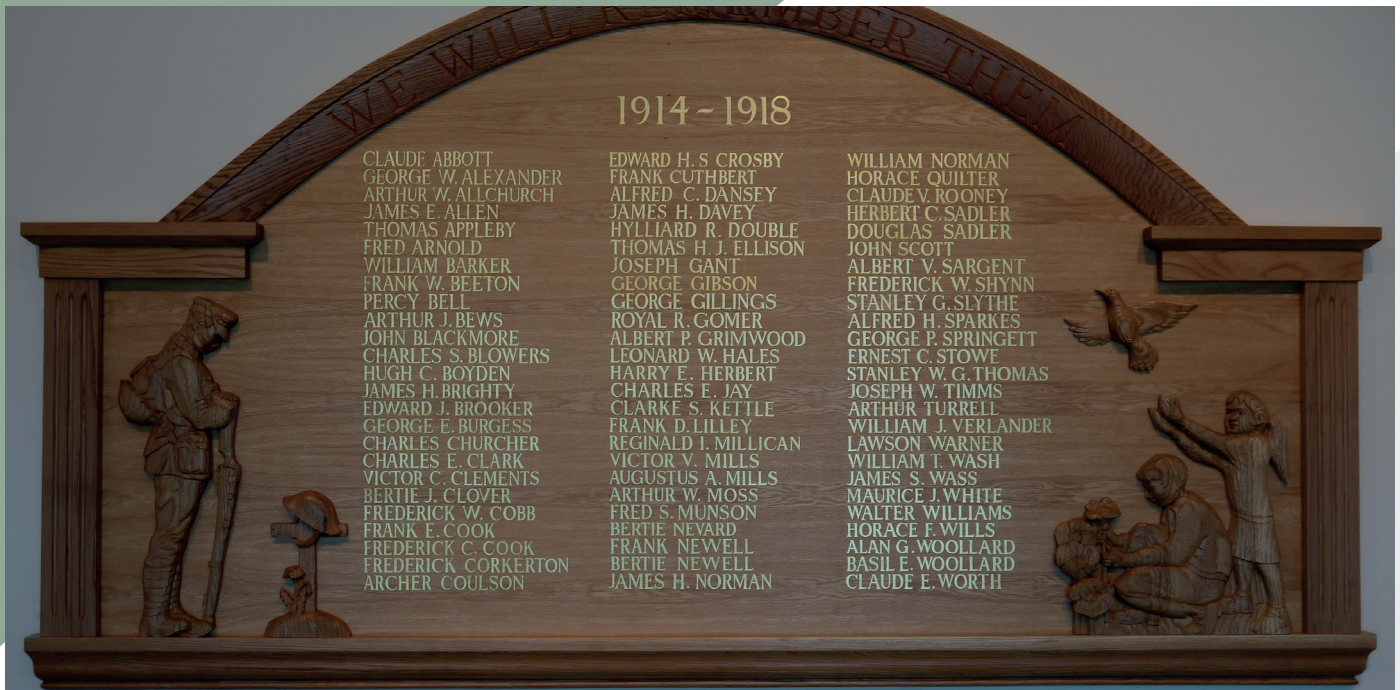 WE WILL REMEMBER THEM
1914-1918
CLAUDE ABBOTT
GEORGE W. ALEXANDER
ARTHUR W. ALLCHURCH
JAMES E. ALLEN
THOMAS APPLEBY
FRED ARNOLD
WILLIAM BARKER
FRANK W. BEETON
PERCY BELL
ARTHUR J. BEWS
JOHN BLACKMORE
CHARLES S. BLOWERS
HUGH C. BOYDEN
JAMES H. BRIGHTY
EDWARD J. BROOKER
GEORGE E. BURGESS
CHARLES CHURCHER
CHARLES E. CLARK
VICTOR C. CLEMENTS
BERTIE J. CLOVER
FREDERICK W. COBB
FRANK E. COOK
FREDERICK C. COOK
FREDERICK CORKERTON
ARCHER COULSON
EDWARD H. S CROSBY
FRANK CUTHBERT
ALFRED C. DANSEY
JAMES H. DAVEY
HYLLIARD R. DOUBLE
THOMAS H. J. ELLISON
JOSEPH GANT
GEORGE GIBSON
GEORGE GILLINGS
ROYAL R. GOMER
ALBERT P. GRIMWOOD
LEONARD W. HALES
HARRY E. HERBERT
CHARLES E. JAY
CLARKE S. KETTLE
FRANK D. LILLEY
REGINALD I. MILLICAN
VICTOR V. MILLS
AUGUSTUS A. MILLS
ARTHUR W. MOSS
FRED S. MUNSON
BERTIE NEVARD
FRANK NEWELL
BERTIE NEWELL
JAMES H. NORMAN
WILLIAM NORMAN
HORACE QUILTER
CLAUDE V. ROONEY
HERBERT C. SADLER
DOUGLAS SADLER
JOHN SCOTT
ALBERT V. SARGENT
FREDERICK W. SHYNN
STANLEY G. SLYTHE
ALFRED H. SPARKES
GEORGE P. SPRINGETT
ERNEST C. STOWE
STANLEY W. G. THOMAS
JOSEPH W. TIMMS
ARTHUR TURRELL
WILLIAM J. VERLANDER
LAWSON WARNER
WILLIAM T. WASH
JAMES S. WASS
MAURICE J. WHITE
WALTER WILLIAMS
HORACE F. WILLS
ALAN G. WOOLLARD
BASIL E. WOOLLARD
CLAUDE E. WORTH